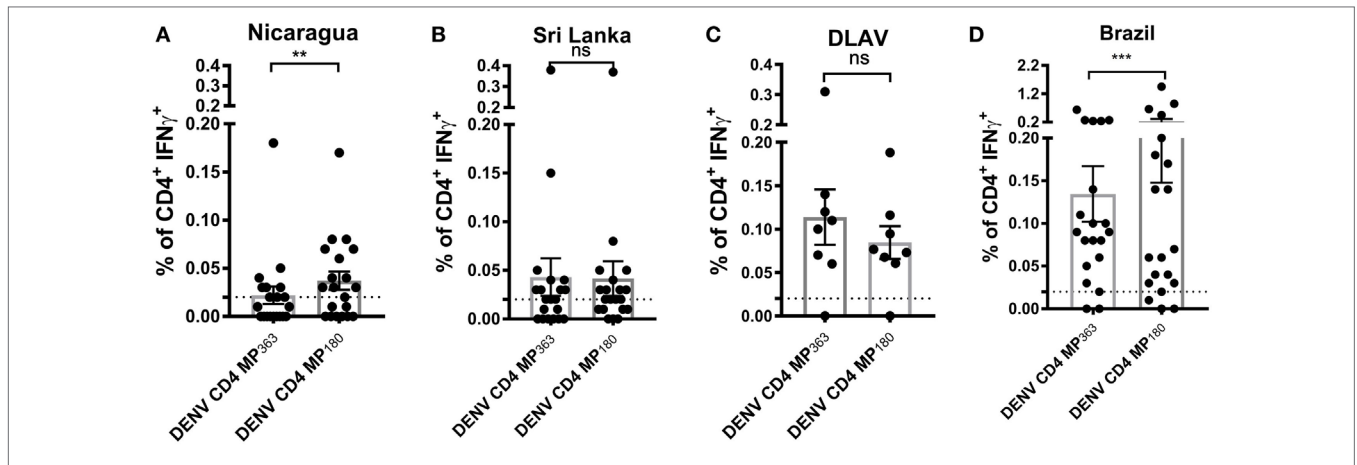 A Nicaragua
**
% of CD4⁺ IFNγ⁺
0.4
0.3
0.2
0.20
0.15
0.10
0.05
0.00
DENV CD4 MP³⁶³
DENV CD4 MP¹⁸⁰
B Sri Lanka
ns
% of CD4⁺ IFNγ⁺
0.4
0.3
0.2
0.20
0.15
0.10
0.05
0.00
DENV CD4 MP³⁶³
DENV CD4 MP¹⁸⁰
C DLAV
ns
% of CD4⁺ IFNγ⁺
0.4
0.3
0.2
0.20
0.15
0.10
0.05
0.00
DENV CD4 MP³⁶³
DENV CD4 MP¹⁸⁰
D Brazil
***
% of CD4⁺ IFNγ⁺
2.2
1.2
0.2
0.20
0.15
0.10
0.05
0.00
DENV CD4 MP³⁶³
DENV CD4 MP¹⁸⁰